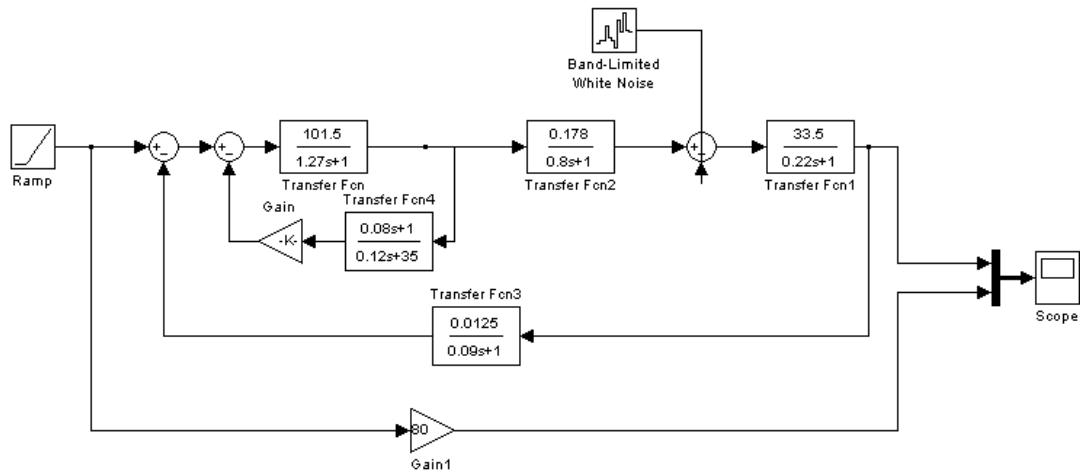 Band-Limited
White Noise
Ramp
+
−
+
−
101.5
1.27s+1
Transfer Fcn
0.178
0.8s+1
Transfer Fcn2
+
−
33.5
0.22s+1
Transfer Fcn1
Gain
-K-
Transfer Fcn4
0.08s+1
0.12s+35
Transfer Fcn3
0.0125
0.09s+1
Scope
80
Gain1